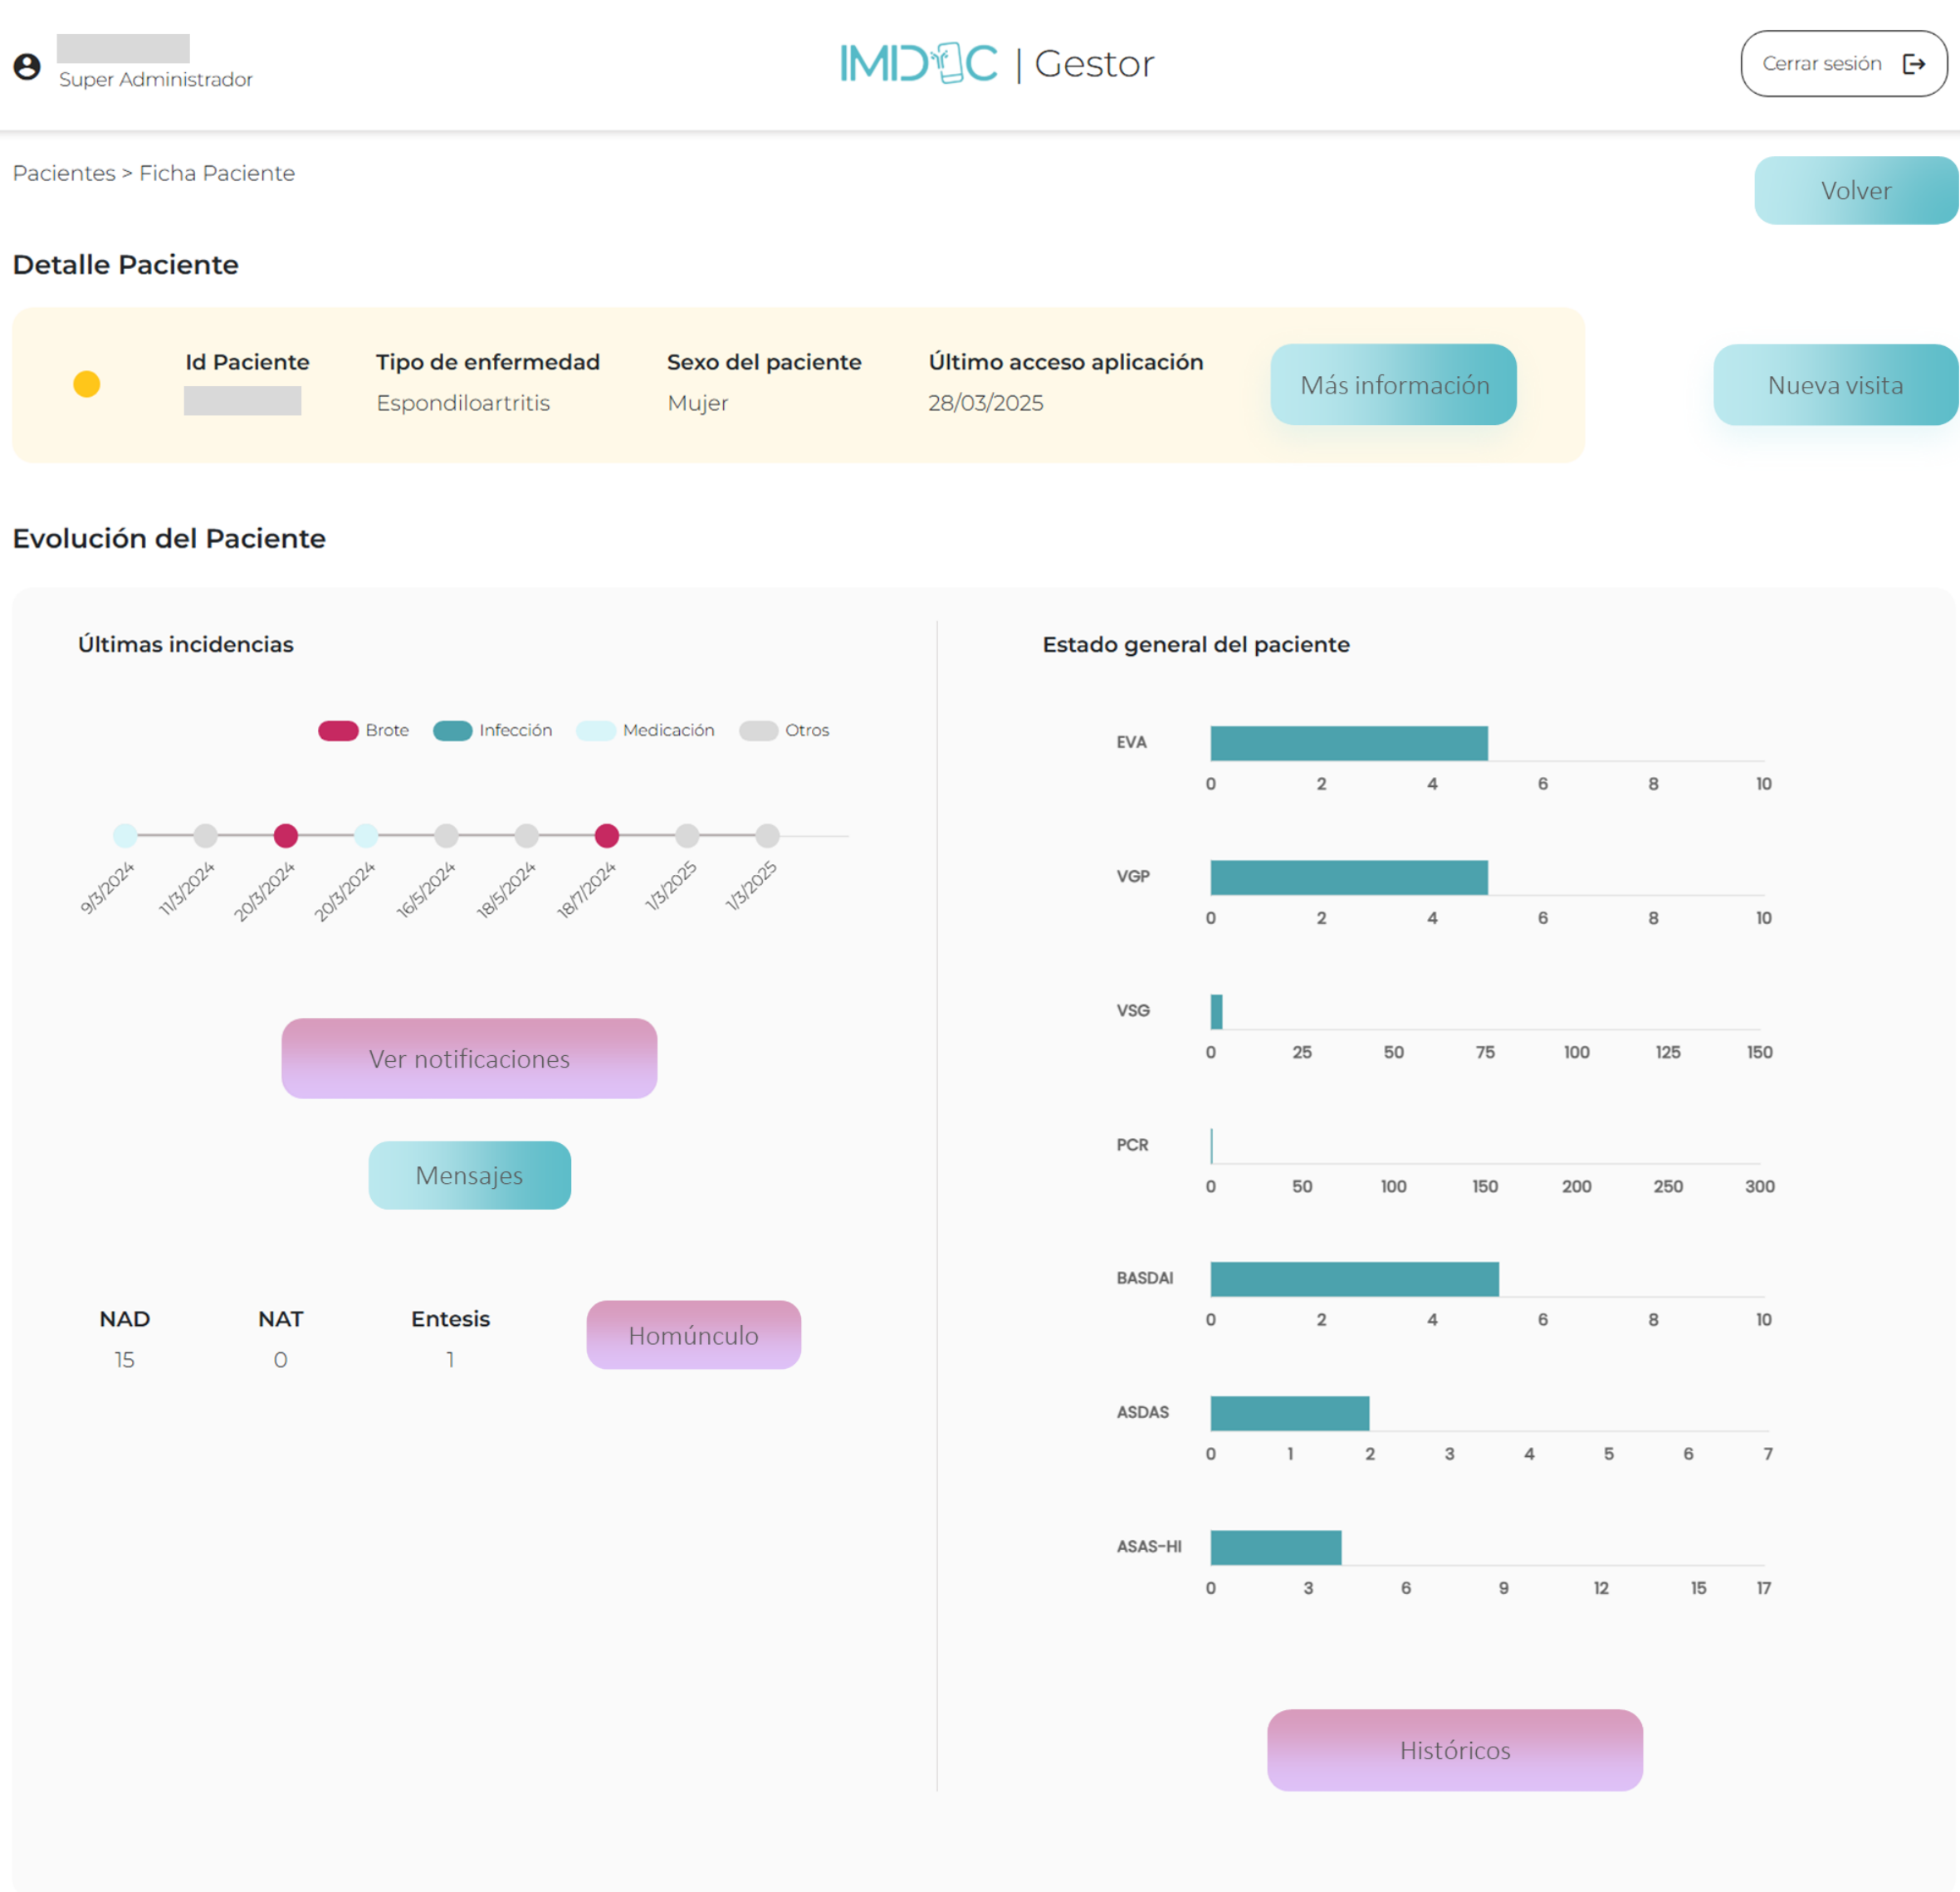 Super Administrador
IMIDOC | Gestor
Cerrar sesión
Pacientes > Ficha Paciente
Volver
Detalle Paciente
Id Paciente
Tipo de enfermedad
Espondiloartritis
Sexo del paciente
Mujer
Último acceso aplicación
28/03/2025
Más información
Nueva visita
Evolución del Paciente
Últimas incidencias
Brote Infección Medicación Otros
9/3/2024 11/3/2024 20/3/2024 20/3/2024 16/5/2024 18/5/2024 18/7/2024 1/3/2025 1/3/2025
Ver notificaciones
Mensajes
NAD NAT Entesis
15 0 1
Homúnculo
Estado general del paciente
EVA
0 2 4 6 8 10
VGP
0 2 4 6 8 10
VSG
0 25 50 75 100 125 150
PCR
0 50 100 150 200 250 300
BASDAI
0 2 4 6 8 10
ASDAS
0 1 2 3 4 5 6 7
ASAS-HI
0 3 6 9 12 15 17
Históricos